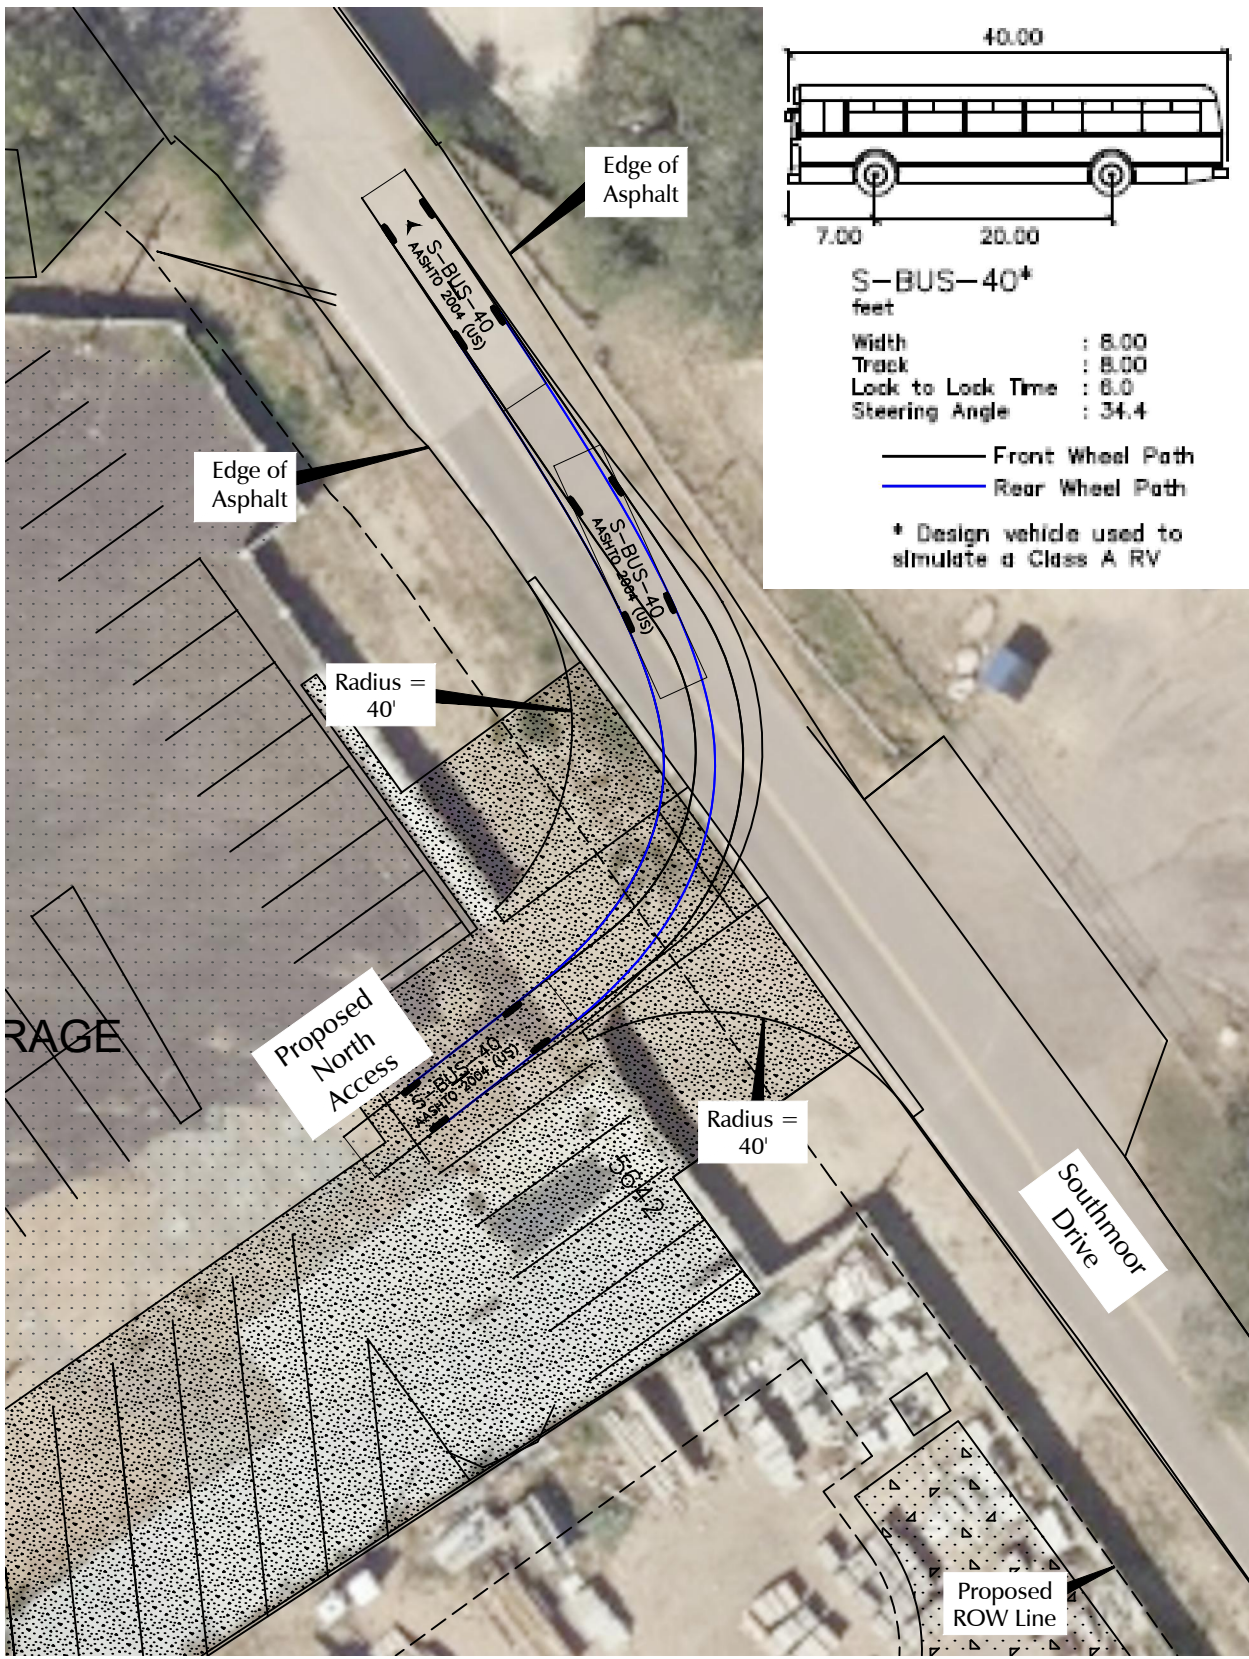 40.00
7.00
20.00
S-BUS-40*
feet
Width : 8.00
Track : 8.00
Lock to Lock Time : 6.0
Steering Angle : 34.4
Front Wheel Path
Rear Wheel Path
* Design vehicle used to
simulate a Class A RV
Edge of
Asphalt
S-BUS-40
AASHTO 2004 (US)
Edge of
Asphalt
S-BUS-40
AASHTO 2004 (US)
Radius =
40'
RAGE
Proposed
North
Access
S-BUS-40
AASHTO 2004 (US)
Radius =
40'
Southmoor
Drive
Proposed
ROW Line